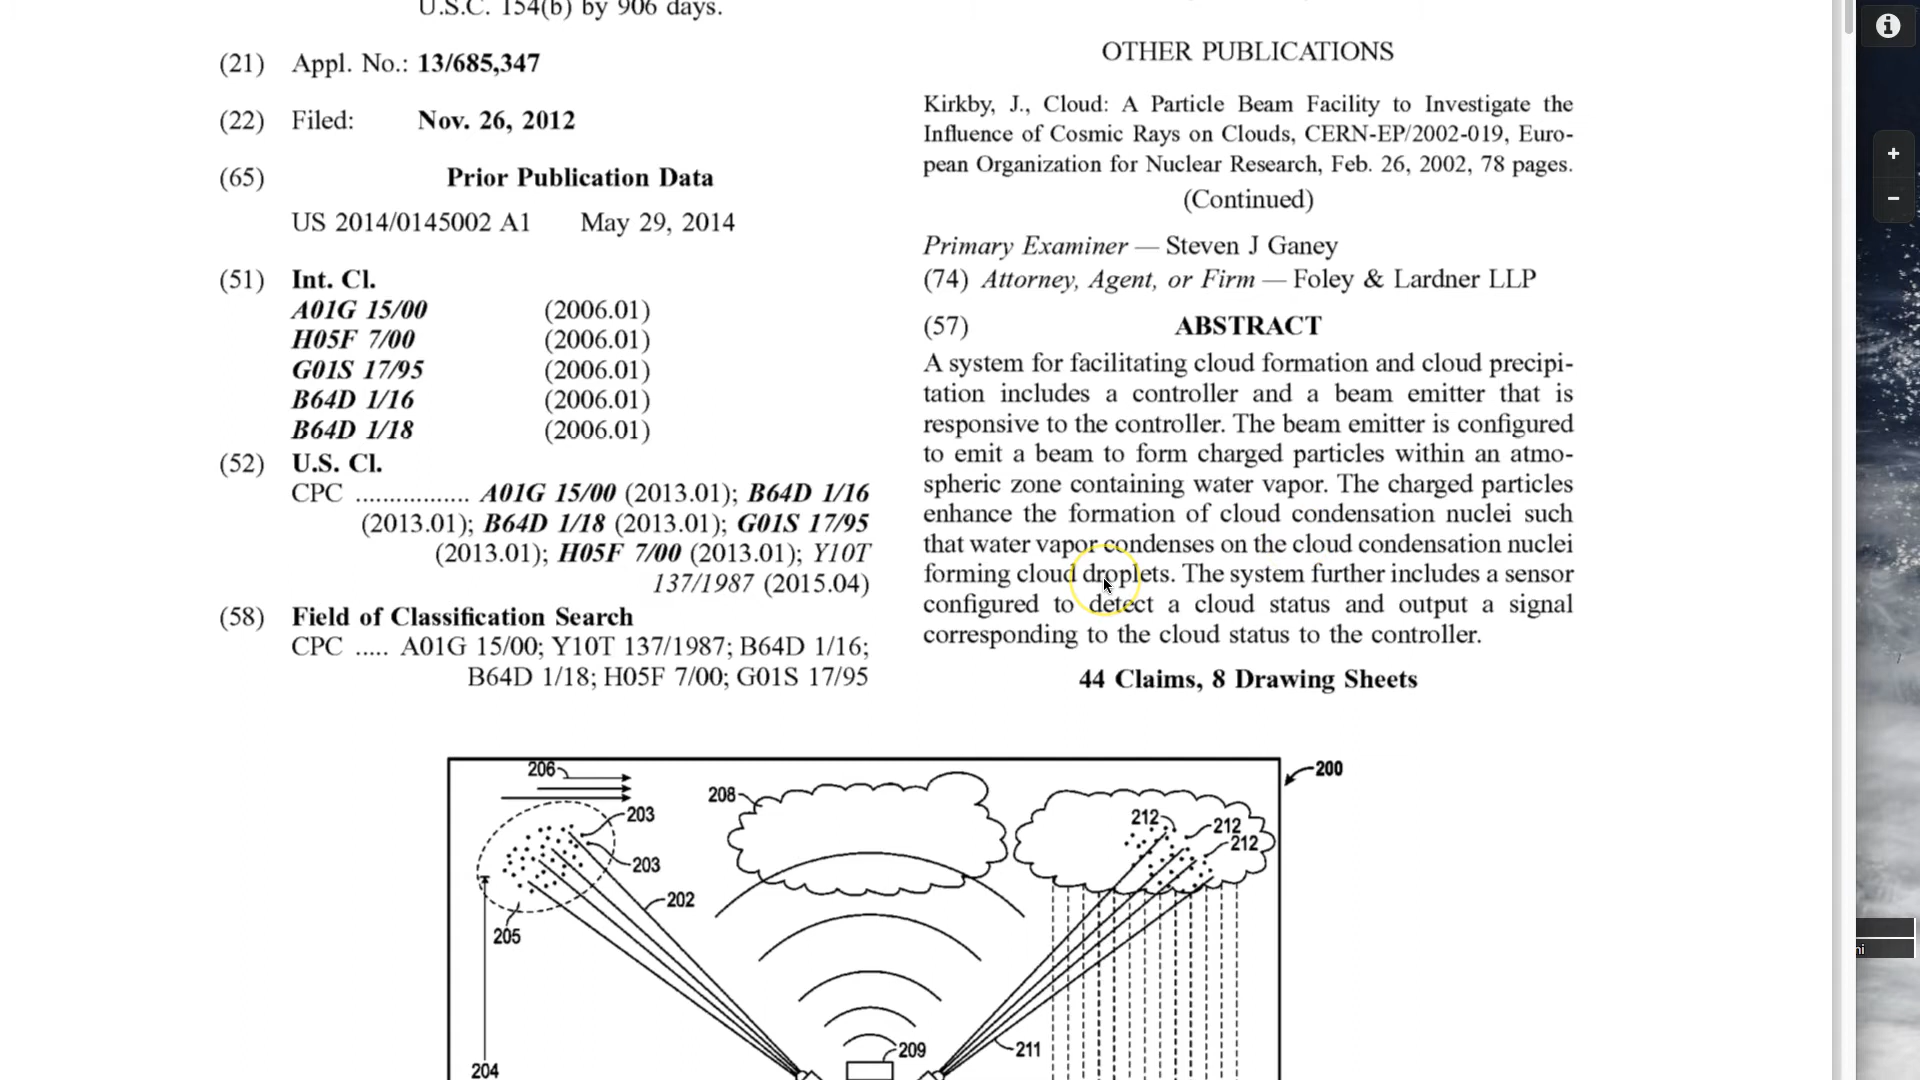 U.S.C. 154(b) by 906 days.
(21) Appl. No.: 13/685,347
(22) Filed: Nov. 26, 2012
(65) Prior Publication Data
US 2014/0145002 A1 May 29, 2014
(51) Int. Cl.
A01G 15/00 (2006.01)
H05F 7/00 (2006.01)
G01S 17/95 (2006.01)
B64D 1/16 (2006.01)
B64D 1/18 (2006.01)
(52) U.S. Cl.
CPC ................. A01G 15/00 (2013.01); B64D 1/16
(2013.01); B64D 1/18 (2013.01); G01S 17/95
(2013.01); H05F 7/00 (2013.01); Y10T
137/1987 (2015.04)
(58) Field of Classification Search
CPC ..... A01G 15/00; Y10T 137/1987; B64D 1/16;
B64D 1/18; H05F 7/00; G01S 17/95
OTHER PUBLICATIONS
Kirkby, J., Cloud: A Particle Beam Facility to Investigate the
Influence of Cosmic Rays on Clouds, CERN-EP/2002-019, Euro-
pean Organization for Nuclear Research, Feb. 26, 2002, 78 pages.
(Continued)
Primary Examiner — Steven J Ganey
(74) Attorney, Agent, or Firm — Foley & Lardner LLP
(57) ABSTRACT
A system for facilitating cloud formation and cloud precipi-
tation includes a controller and a beam emitter that is
responsive to the controller. The beam emitter is configured
to emit a beam to form charged particles within an atmo-
spheric zone containing water vapor. The charged particles
enhance the formation of cloud condensation nuclei such
that water vapor condenses on the cloud condensation nuclei
forming cloud droplets. The system further includes a sensor
configured to detect a cloud status and output a signal
corresponding to the cloud status to the controller.
44 Claims, 8 Drawing Sheets
206
200
208
203
212
212
212
203
202
205
209
211
204